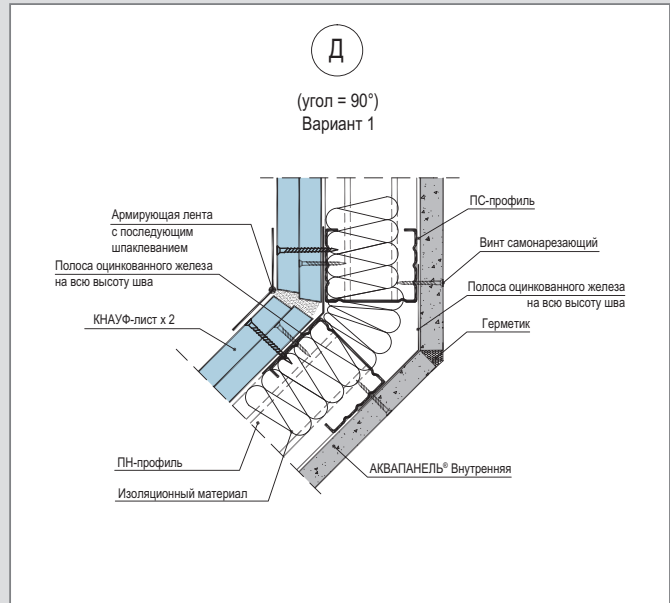 Д
(угол = 90°)
Вариант 1
Армирующая лента
с последующим
шпаклеванием
Полоса оцинкованного железа
на всю высоту шва
КНАУФ-лист х 2
ПН-профиль
Изоляционный материал
ПС-профиль
Винт самонарезающий
Полоса оцинкованного железа
на всю высоту шва
Герметик
АКВАПАНЕЛЬ® Внутренняя